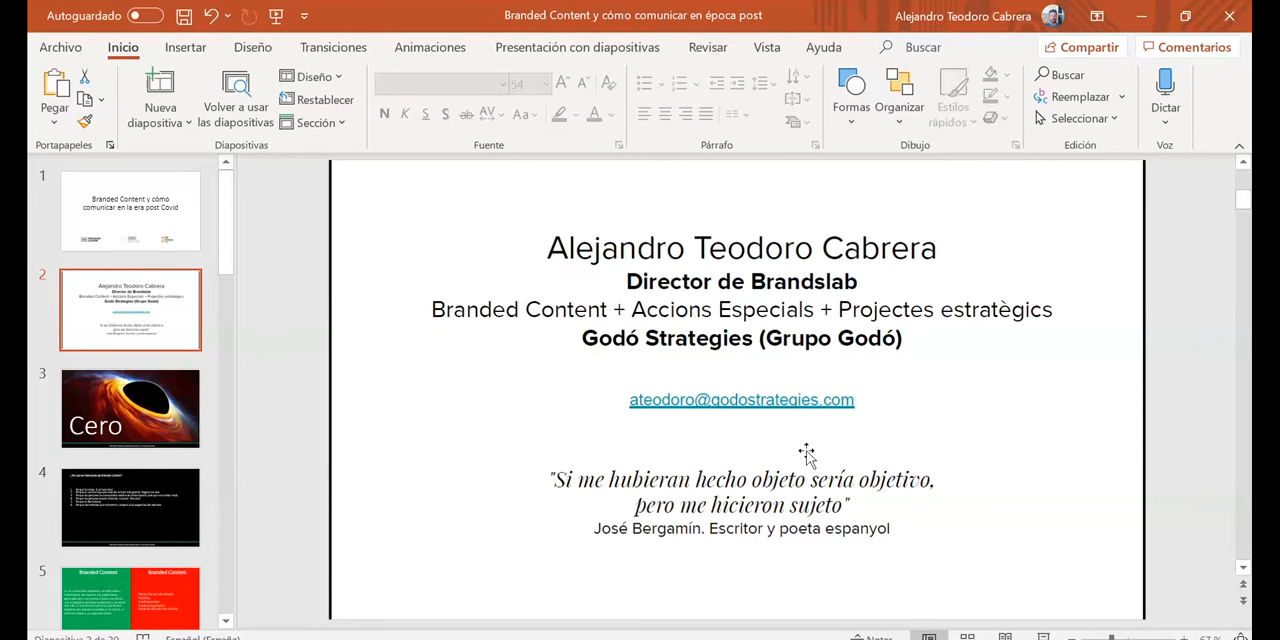 Autoguardado
Branded Content y cómo comunicar en época post
Alejandro Teodoro Cabrera
Archivo Inicio Insertar Diseño Transiciones Animaciones Presentación con diapositivas Revisar Vista Ayuda Buscar Compartir Comentarios
Pegar
Nueva diapositiva
Volver a usar las diapositivas
Diseño
Restablecer
Sección
54
N K S S ab AV Aa A
Formas
Organizar
Estilos rápidos
Buscar
Reemplazar
Seleccionar
Dictar
Portapapeles Diapositivas Fuente Párrafo Dibujo Edición Voz
1
Branded Content y cómo
comunicar en la era post Covid
2
Alejandro Teodoro Cabrera
Director de Brandslab
Branded Content + Accions Especials + Projectes estratègics
Godó Strategies (Grupo Godó)
3
Cero
4
5
Branded Content Branded Content
Alejandro Teodoro Cabrera
Director de Brandslab
Branded Content + Accions Especials + Projectes estratègics
Godó Strategies (Grupo Godó)
ateodoro@godostrategies.com
"Si me hubieran hecho objeto sería objetivo,
pero me hicieron sujeto"
José Bergamín. Escritor y poeta espanyol
Diapositiva 2 de 39 Español (España) Notas 67 %